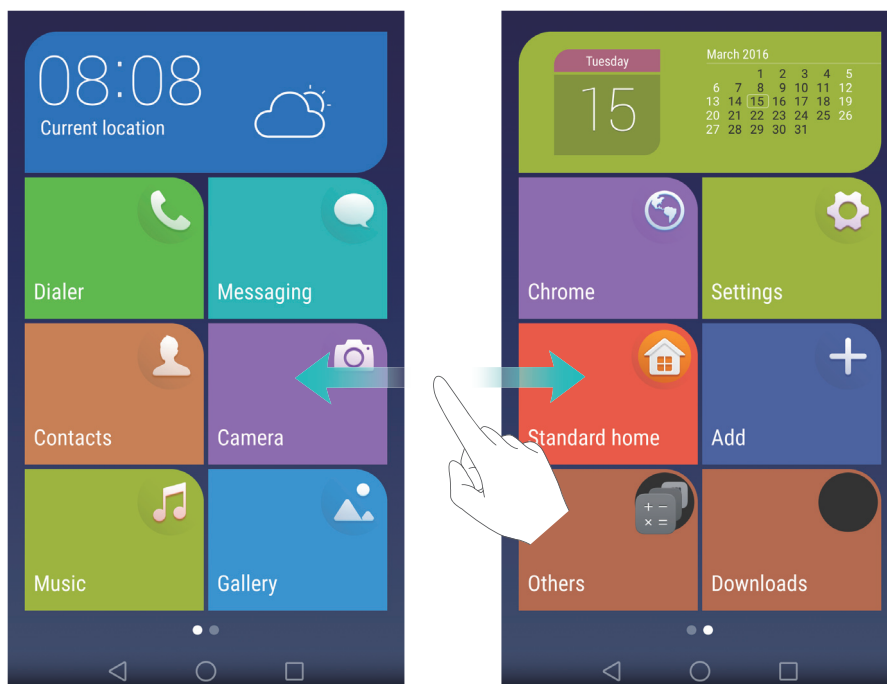 08:08
Current location
Dialer
Messaging
Contacts
Camera
Music
Gallery
Tuesday
15
March 2016
1 2 3 4 5
6 7 8 9 10 11 12
13 14 15 16 17 18 19
20 21 22 23 24 25 26
27 28 29 30 31
Chrome
Settings
Standard home
Add
+ −
× =
Others
Downloads